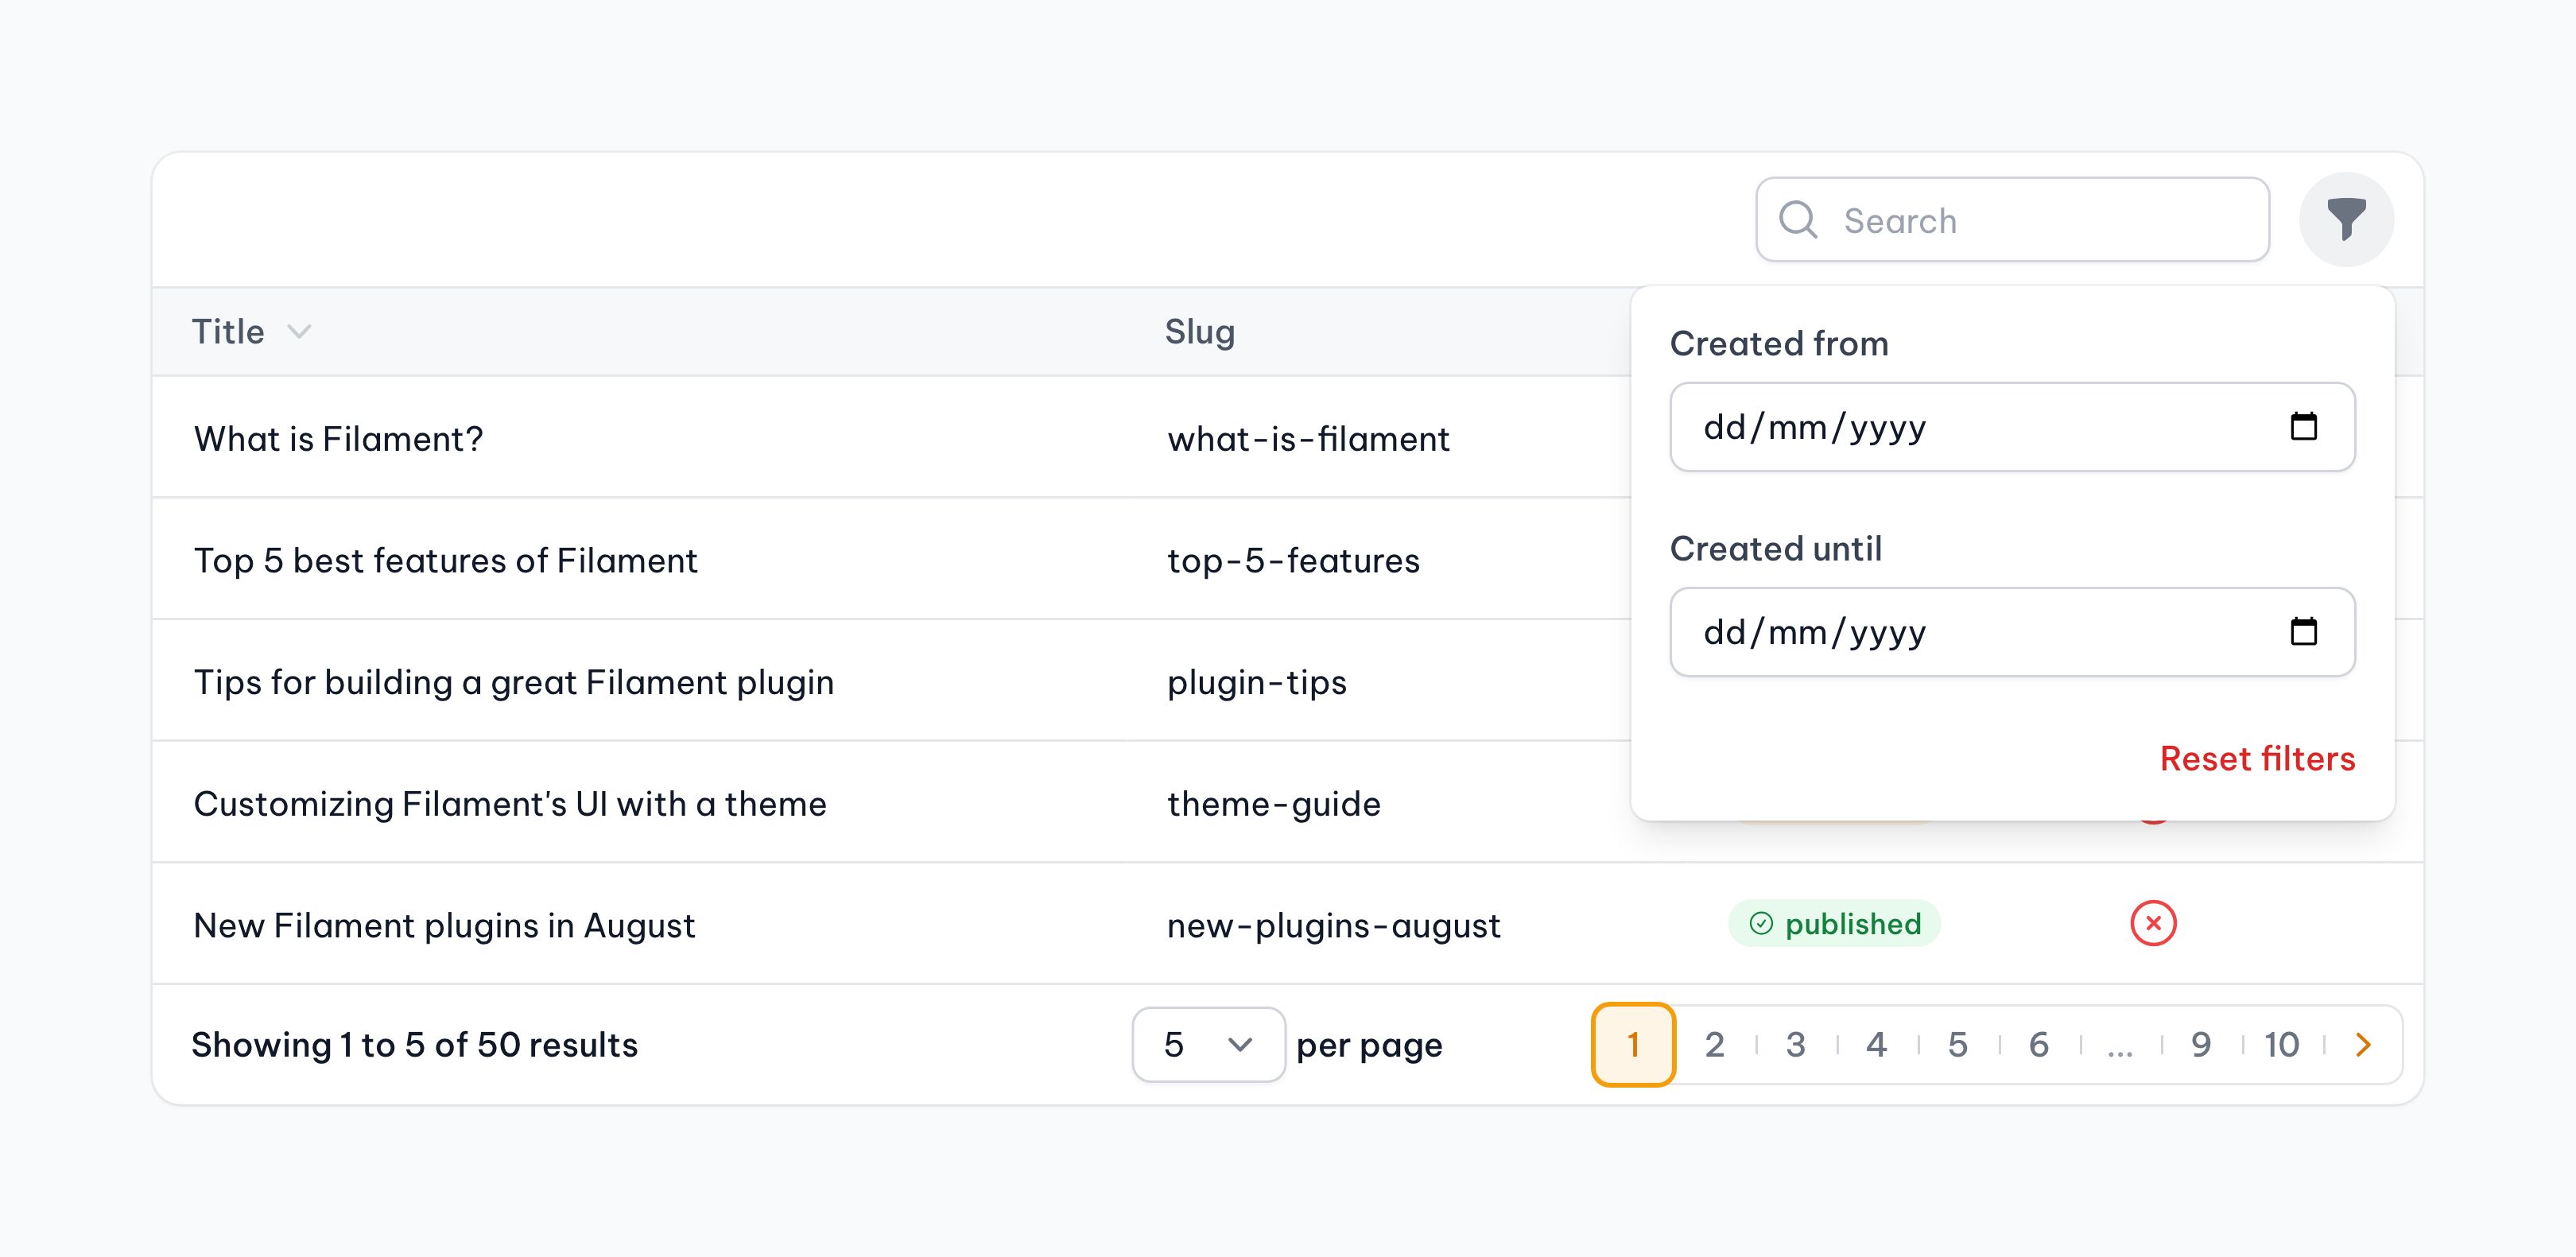 Search
Title Slug
Created from
dd/mm/yyyy
Created until
dd/mm/yyyy
Reset filters
What is Filament? what-is-filament
Top 5 best features of Filament top-5-features
Tips for building a great Filament plugin plugin-tips
Customizing Filament's UI with a theme theme-guide
New Filament plugins in August new-plugins-august published
Showing 1 to 5 of 50 results 5 per page 1 2 3 4 5 6 ... 9 10